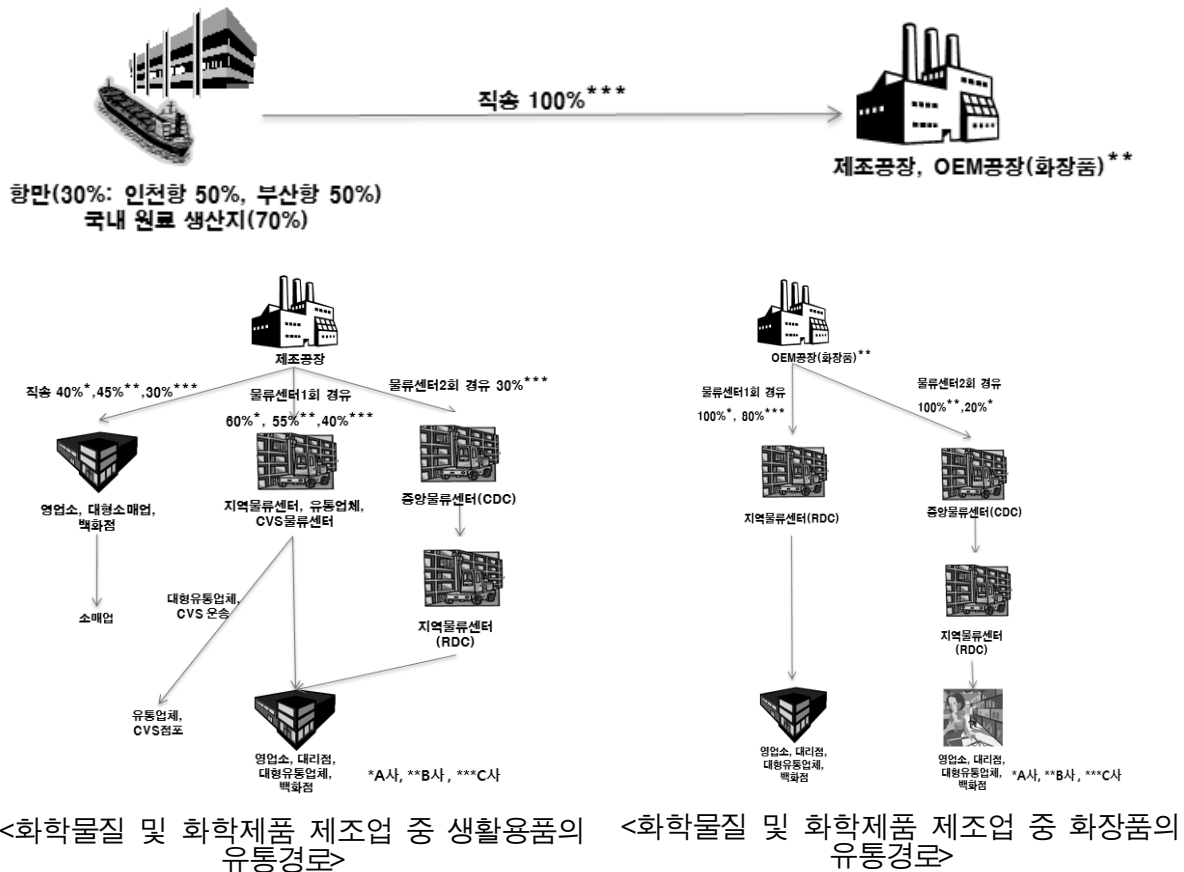 직송 100%***
제조공장, OEM공장(화장품)**
항만(30%: 인천항 50%, 부산항 50%)
국내 원료 생산지(70%)
제조공장
직송 40%*,45%**,30%***
물류센터1회 경유
60%*, 55%**,40%***
물류센터2회 경유 30%***
영업소, 대형소매업,
백화점
지역물류센터, 유통업체,
CVS물류센터
중앙물류센터(CDC)
소매업
대형유통업체,
CVS 운송
지역물류센터
(RDC)
유통업체,
CVS점포
영업소, 대리점,
대형유통업체,
백화점
*A사, **B사 , ***C사
<화학물질 및 화학제품 제조업 중 생활용품의
유통경로>
OEM공장(화장품)**
물류센터1회 경유
100%*, 80%***
물류센터2회 경유
100%**,20%*
지역물류센터(RDC)
중앙물류센터(CDC)
지역물류센터
(RDC)
영업소, 대리점,
대형유통업체,
백화점
영업소, 대리점,
대형유통업체,
백화점
*A사, **B사 , ***C사
<화학물질 및 화학제품 제조업 중 화장품의
유통경로>